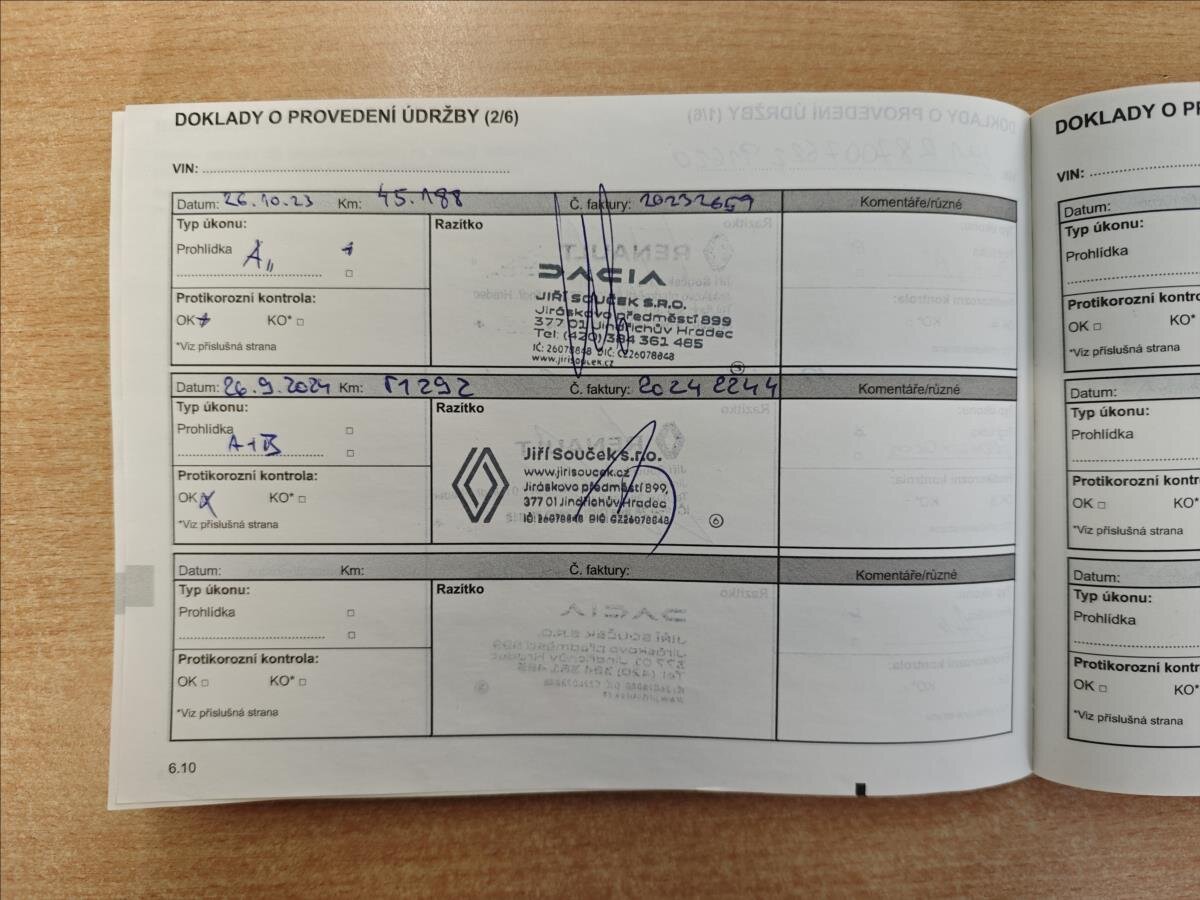 DOKLADY O PROVEDENÍ ÚDRŽBY (2/6)
VIN:
Datum: 26.10.23 Km: 45.188 Č. faktury: 20232659 Komentáře/různé
Typ úkonu: Razítko
Prohlídka A
DACIA
JIŘÍ SOUČEK S.R.O.
Jiráskovo předměstí 899
377 01 Jindřichův Hradec
Tel: (420) 384 361 485
IČ: 26078848 DIČ: CZ26078848
www.jirisoucek.cz
Protikorozní kontrola:
OK KO*
*Viz příslušná strana
Datum: 26.9.2024 Km: 51292 Č. faktury: 2024 2244 Komentáře/různé
Typ úkonu: Razítko
Prohlídka
A+B
Jiří Souček s.r.o.
www.jirisoucek.cz
Jiráskovo předměstí 899,
377 01 Jindřichův Hradec
IČ: 26078848 DIČ: CZ26078848
6
Protikorozní kontrola:
OK KO*
*Viz příslušná strana
Datum: Km: Č. faktury: Komentáře/různé
Typ úkonu: Razítko
Prohlídka
Protikorozní kontrola:
OK KO*
*Viz příslušná strana
6.10
DOKLADY O
VIN:
Datum:
Typ úkonu:
Prohlídka
Protikorozní
OK KO*
*Viz příslušná strana
Datum:
Typ úkonu:
Prohlídka
Protikorozní
OK KO*
*Viz příslušná strana
Datum:
Typ úkonu:
Prohlídka
Protikorozní
OK KO*
*Viz příslušná strana